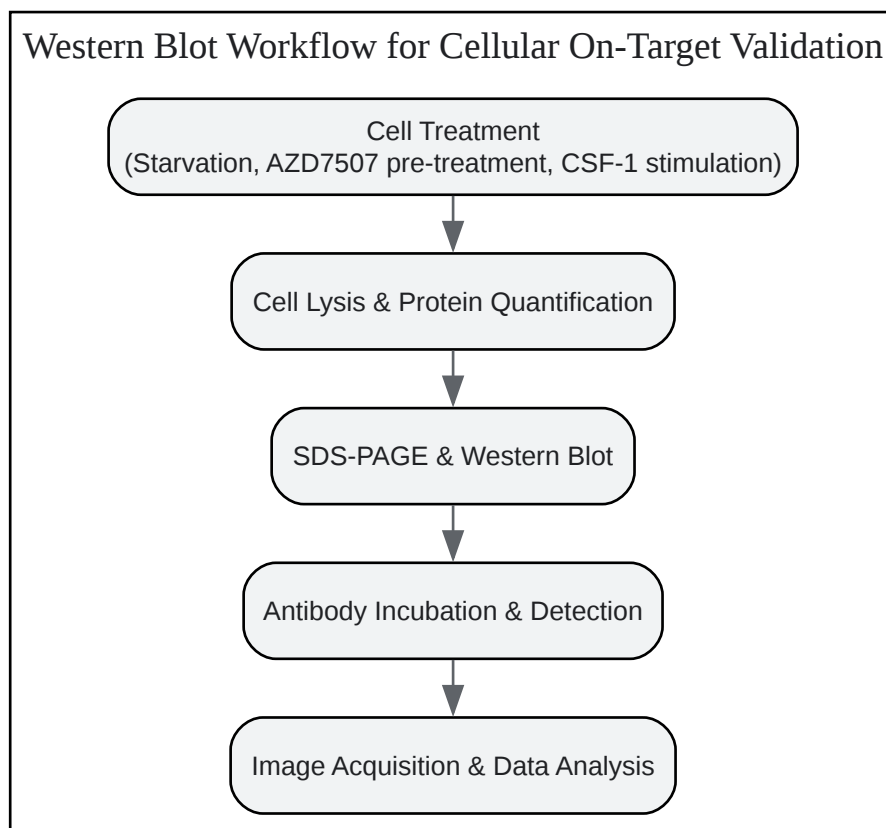 Western Blot Workflow for Cellular On-Target Validation
Cell Treatment
(Starvation, AZD7507 pre-treatment, CSF-1 stimulation)
Cell Lysis & Protein Quantification
SDS-PAGE & Western Blot
Antibody Incubation & Detection
Image Acquisition & Data Analysis